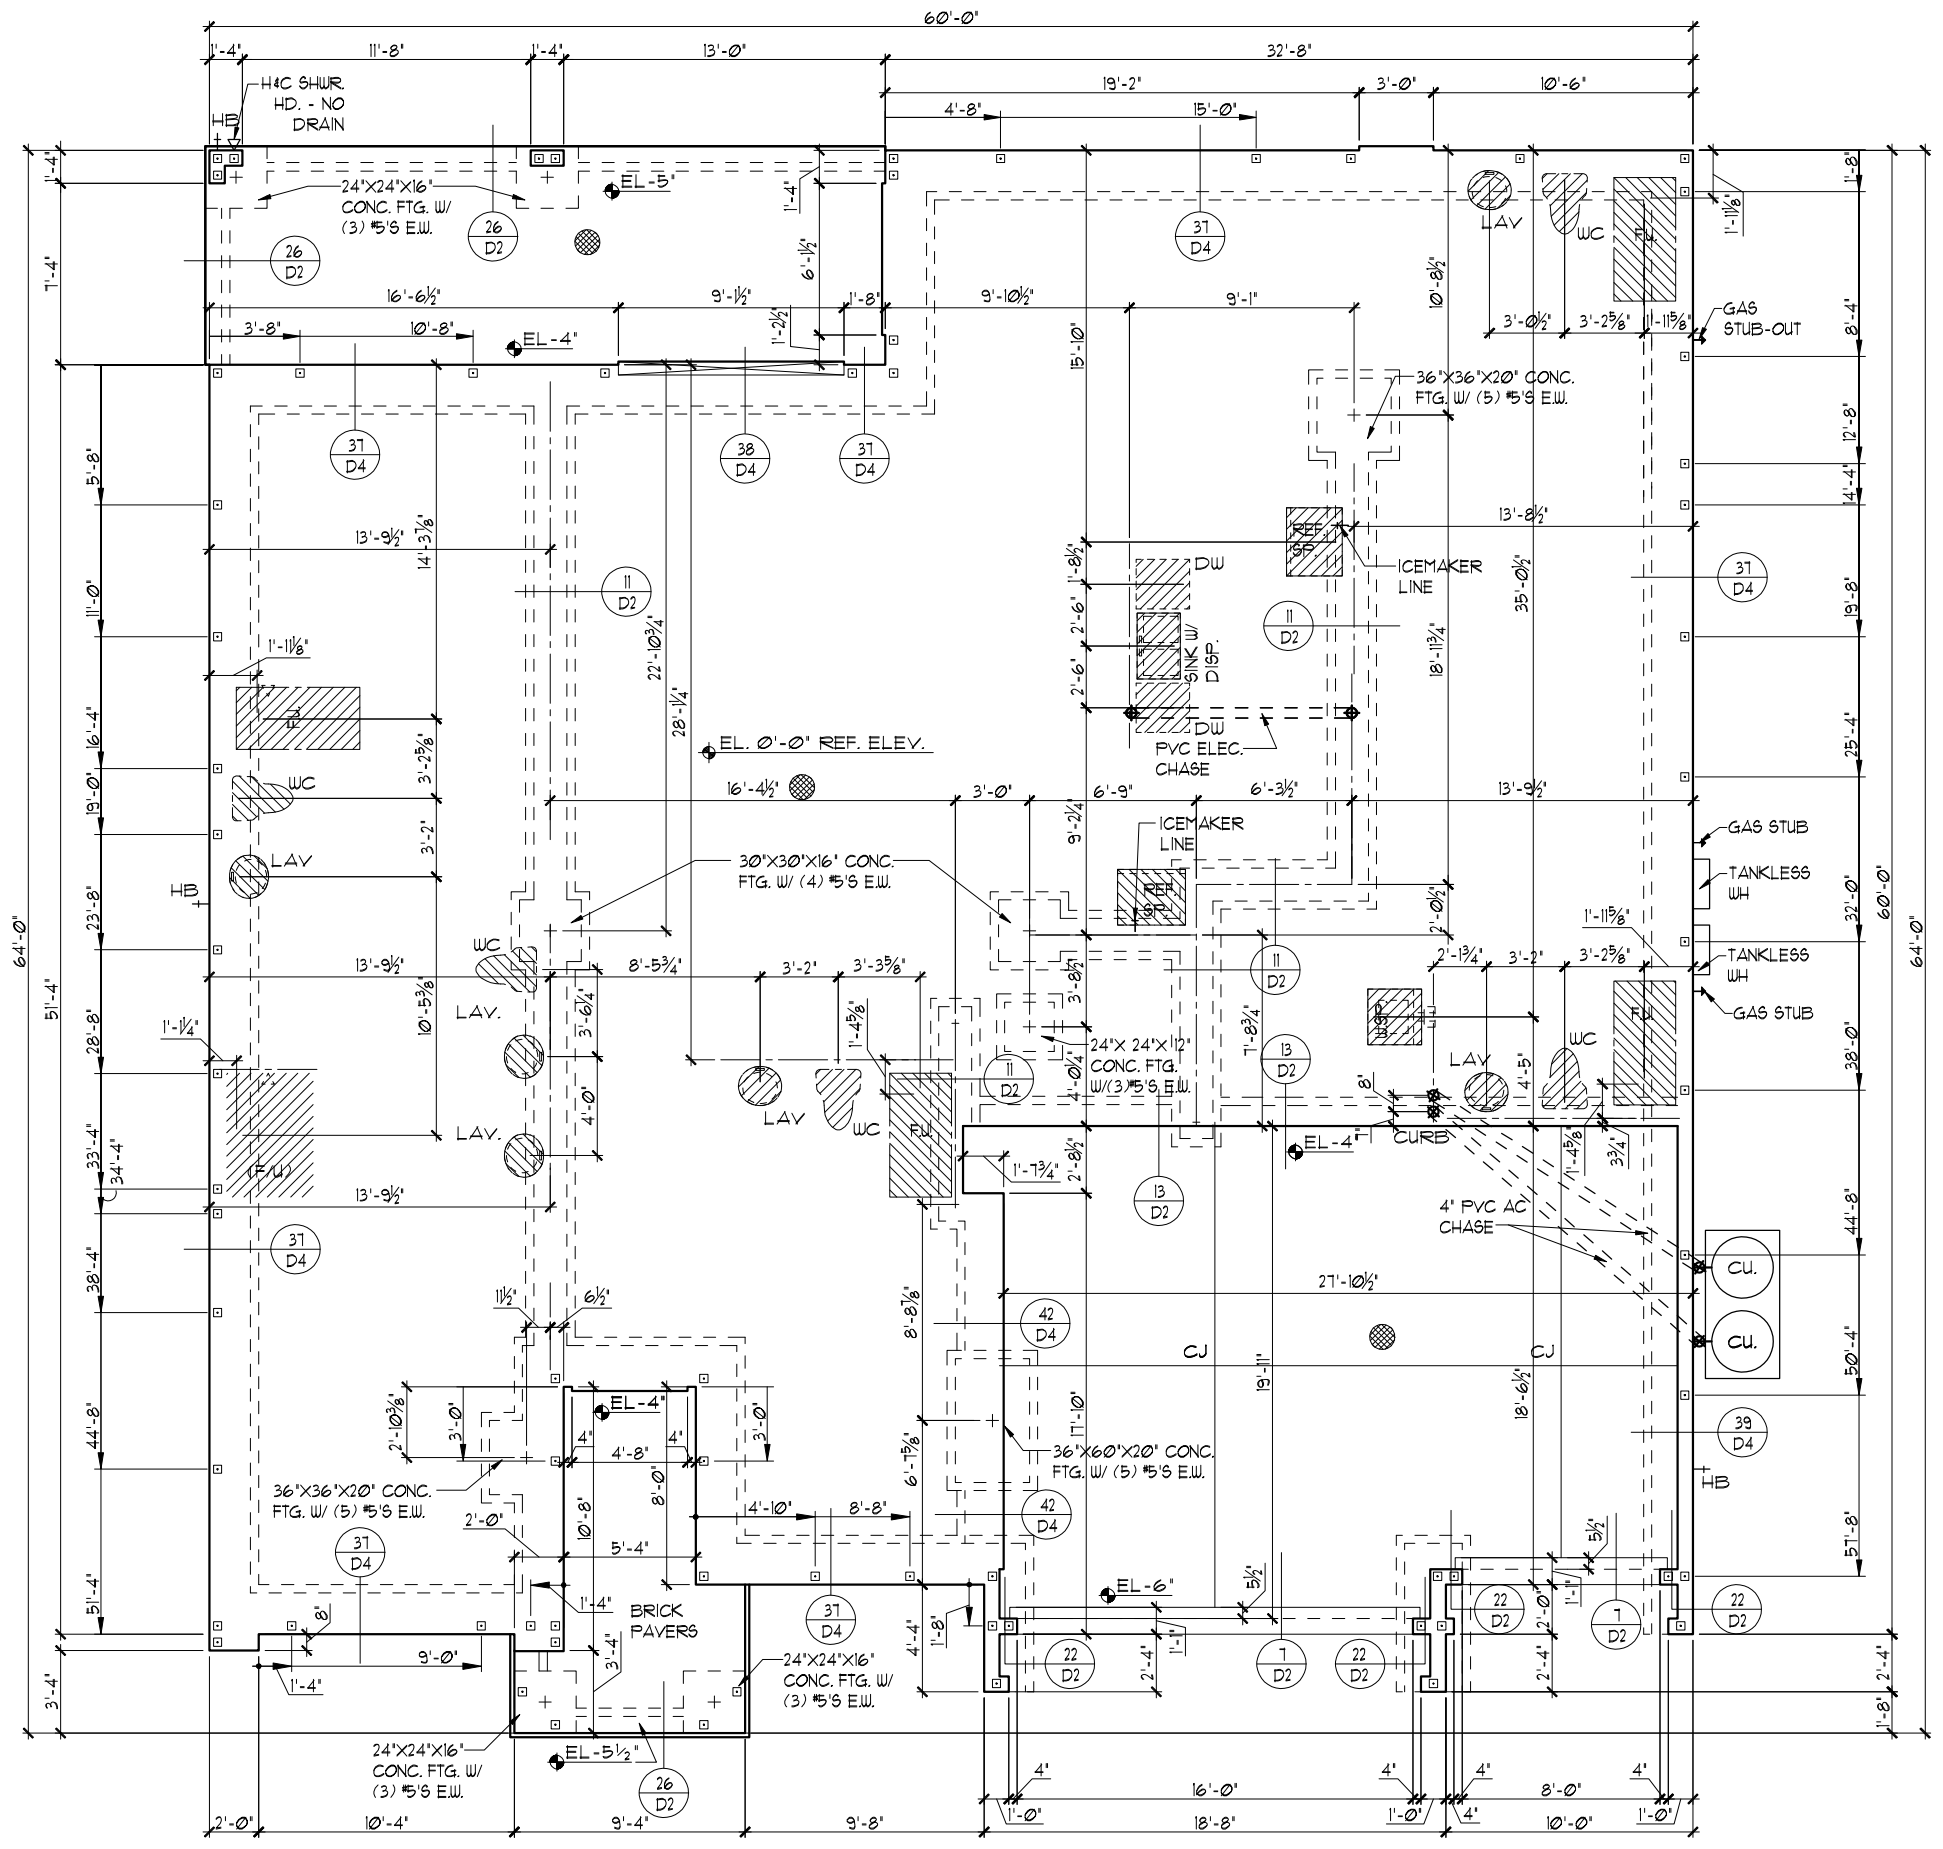 60'-0"
1'-4" 11'-8" 1'-4" 13'-0" 32'-8"
19'-2" 3'-0" 10'-6"
4'-8" 15'-0"
H&C SHWR.
HD. - NO
DRAIN
HB
1'-4"
7'-4"
24"X24"X16"
CONC. FTG. W/
(3) #5'S E.W.
EL-5"
26
D2
26
D2
1'-4"
6'-1½"
1'-2½"
37
D4
LAV
WC
F.U.
1'-8"
1'-11⅛"
16'-6½" 9'-1½" 1'-8" 9'-10½" 9'-1"
3'-8" 10'-8"
EL-4"
15'-10"
10'-8½"
3'-0½" 3'-2⅝" 1'-11⅝"
GAS
STUB-OUT
8'-4"
36"X36"X20" CONC.
FTG. W/ (5) #5'S E.W.
37
D4
38
D4
37
D4
5'-8"
12'-8"
14'-4"
13'-9½"
14'-3⅞"
11
D2
REF.
SP.
13'-8½"
ICEMAKER
LINE
DW
1'-8½"
2'-6"
2'-6"
SINK W/
DISP.
DW
11
D2
35'-0½"
18'-11¾"
37
D4
19'-8"
11'-0"
1'-11⅛"
F.U.
22'-10¾"
28'-1¼"
16'-4"
3'-2⅝"
EL. 0'-0" REF. ELEV.
PVC ELEC.
CHASE
25'-4"
WC
19'-0"
3'-2"
LAV
HB
16'-4½" 3'-0" 6'-9" 6'-3½" 13'-9½"
9'-2¼"
ICEMAKER
LINE
GAS STUB
30"X30"X16" CONC.
FTG. W/ (4) #5'S E.W.
REF.
SP.
TANKLESS
WH
64'-0"
51'-4"
23'-8"
2'-0½"
1'-11⅝"
32'-0"
60'-0"
64'-0"
WC
13'-9½" 8'-5¾" 3'-2" 3'-3⅝"
3'-8½"
11
D2
2'-1¾" 3'-2" 3'-2⅝"
TANKLESS
WH
GAS STUB
10'-5⅜"
LAV.
3'-6¼"
1'-4⅝"
7'-8¾"
F.U.
28'-8"
1'-1¼"
24"X 24"X 12"
CONC. FTG.
W/(3)#5'S E.W.
13
D2
WC
38'-0"
11
D2
LAV
4'-5"
4'-0"
LAV
WC
F.U.
4'-0¼"
8"
LAV.
33'-4"
34'-4"
(F/U)
EL-4"
1"
CURB
1'-4⅝"
3¾"
1'-7¾"
2'-8½"
13
D2
13'-9½"
4" PVC AC
CHASE
44'-8"
37
D4
38'-4"
CU.
11½" 6½"
8'-8⅞"
42
D4
27'-10½"
CJ CJ
CU.
19'-11"
18'-6½"
50'-4"
2'-10⅜"
3'-0"
EL-4"
3'-0"
17'-10"
39
D4
44'-8"
4" 4'-8" 4"
6'-7⅝"
36"X60"X20" CONC.
FTG. W/ (5) #5'S E.W.
HB
36"X36"X20" CONC.
FTG. W/ (5) #5'S E.W.
8'-0"
4'-10" 8'-8"
42
D4
2'-0"
10'-8"
5½"
57'-8"
37
D4
5'-4"
EL-6"
5½"
1'-1"
51'-4"
1'-4"
BRICK
PAVERS
8"
37
D4
22
D2
7
D2
22
D2
2'-0"
9'-0"
1'-4"
3'-4"
4'-4"
1'-8"
22
D2
2'-4"
1'-1"
7
D2
22
D2
2'-4"
2'-4"
1'-8"
3'-4"
24"X24"X16"
CONC. FTG. W/
(3) #5'S E.W.
24"X24"X16"
CONC. FTG. W/
(3) #5'S E.W.
EL-5½"
26
D2
4" 16'-0" 4" 4" 8'-0" 4"
1'-0" 1'-0" 4" 1'-0"
2'-0" 10'-4" 9'-4" 9'-8" 18'-8" 10'-0"